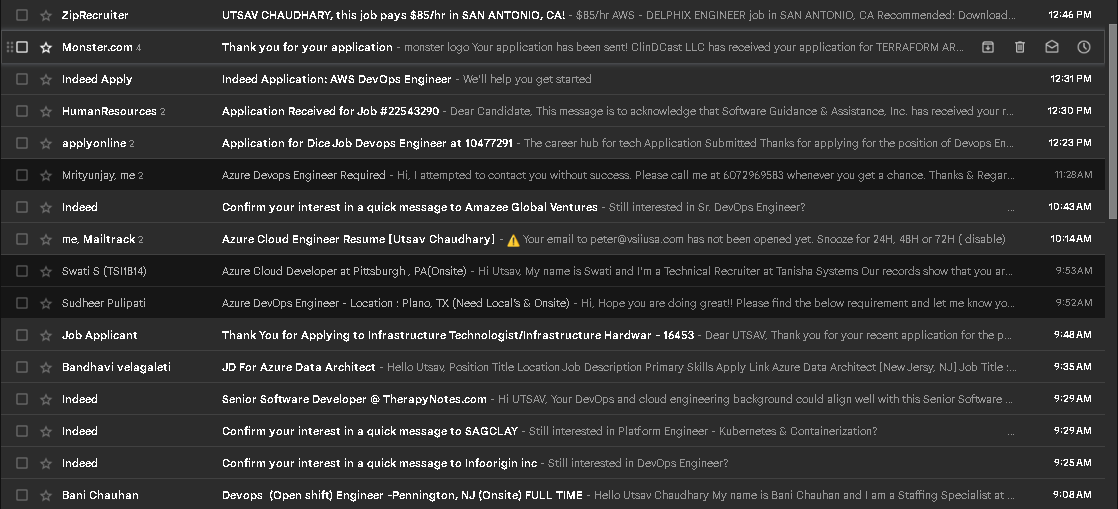 ZipRecruiter UTSAV CHAUDHARY, this job pays $85/hr in SAN ANTONIO, CA! - $85/hr AWS - DELPHIX ENGINEER job in SAN ANTONIO, CA Recommended: Download... 12:46 PM
Monster.com 4 Thank you for your application - monster logo Your application has been sent! ClinDCast LLC has received your application for TERRAFORM AR...
Indeed Apply Indeed Application: AWS DevOps Engineer - We'll help you get started 12:31 PM
HumanResources 2 Application Received for Job #22543290 - Dear Candidate, This message is to acknowledge that Software Guidance & Assistance, Inc. has received your r... 12:30 PM
applyonline 2 Application for Dice Job Devops Engineer at 10477291 - The career hub for tech Application Submitted Thanks for applying for the position of Devops En... 12:23 PM
Mrityunjay, me 2 Azure Devops Engineer Required - Hi, I attempted to contact you without success. Please call me at 6072969583 whenever you get a chance. Thanks & Regar... 11:28 AM
Indeed Confirm your interest in a quick message to Amazee Global Ventures - Still interested in Sr. DevOps Engineer? ... 10:43 AM
me, Mailtrack 2 Azure Cloud Engineer Resume [Utsav Chaudhary] - ⚠️ Your email to peter@vsiiusa.com has not been opened yet. Snooze for 24H, 48H or 72H ( disable) 10:14 AM
Swati S (TSI1814) Azure Cloud Developer at Pittsburgh , PA(Onsite) - Hi Utsav, My name is Swati and I'm a Technical Recruiter at Tanisha Systems Our records show that you ar... 9:53 AM
Sudheer Pulipati Azure DevOps Engineer - Location : Plano, TX (Need Local's & Onsite) - Hi, Hope you are doing great!! Please find the below requirement and let me know yo... 9:52 AM
Job Applicant Thank You for Applying to Infrastructure Technologist/Infrastructure Hardwar - 16453 - Dear UTSAV, Thank you for your recent application for the p... 9:48 AM
Bandhavi velagaleti JD For Azure Data Architect - Hello Utsav, Position Title Location Job Description Primary Skills Apply Link Azure Data Architect [New Jersy, NJ] Job Title :... 9:35 AM
Indeed Senior Software Developer @ TherapyNotes.com - Hi UTSAV, Your DevOps and cloud engineering background could align well with this Senior Software ... 9:29 AM
Indeed Confirm your interest in a quick message to SAGCLAY - Still interested in Platform Engineer - Kubernetes & Containerization? ... 9:29 AM
Indeed Confirm your interest in a quick message to Infoorigin inc - Still interested in DevOps Engineer? ... 9:25 AM
Bani Chauhan Devops (Open shift) Engineer -Pennington, NJ (Onsite) FULL TIME - Hello Utsav Chaudhary My name is Bani Chauhan and I am a Staffing Specialist at ... 9:08 AM